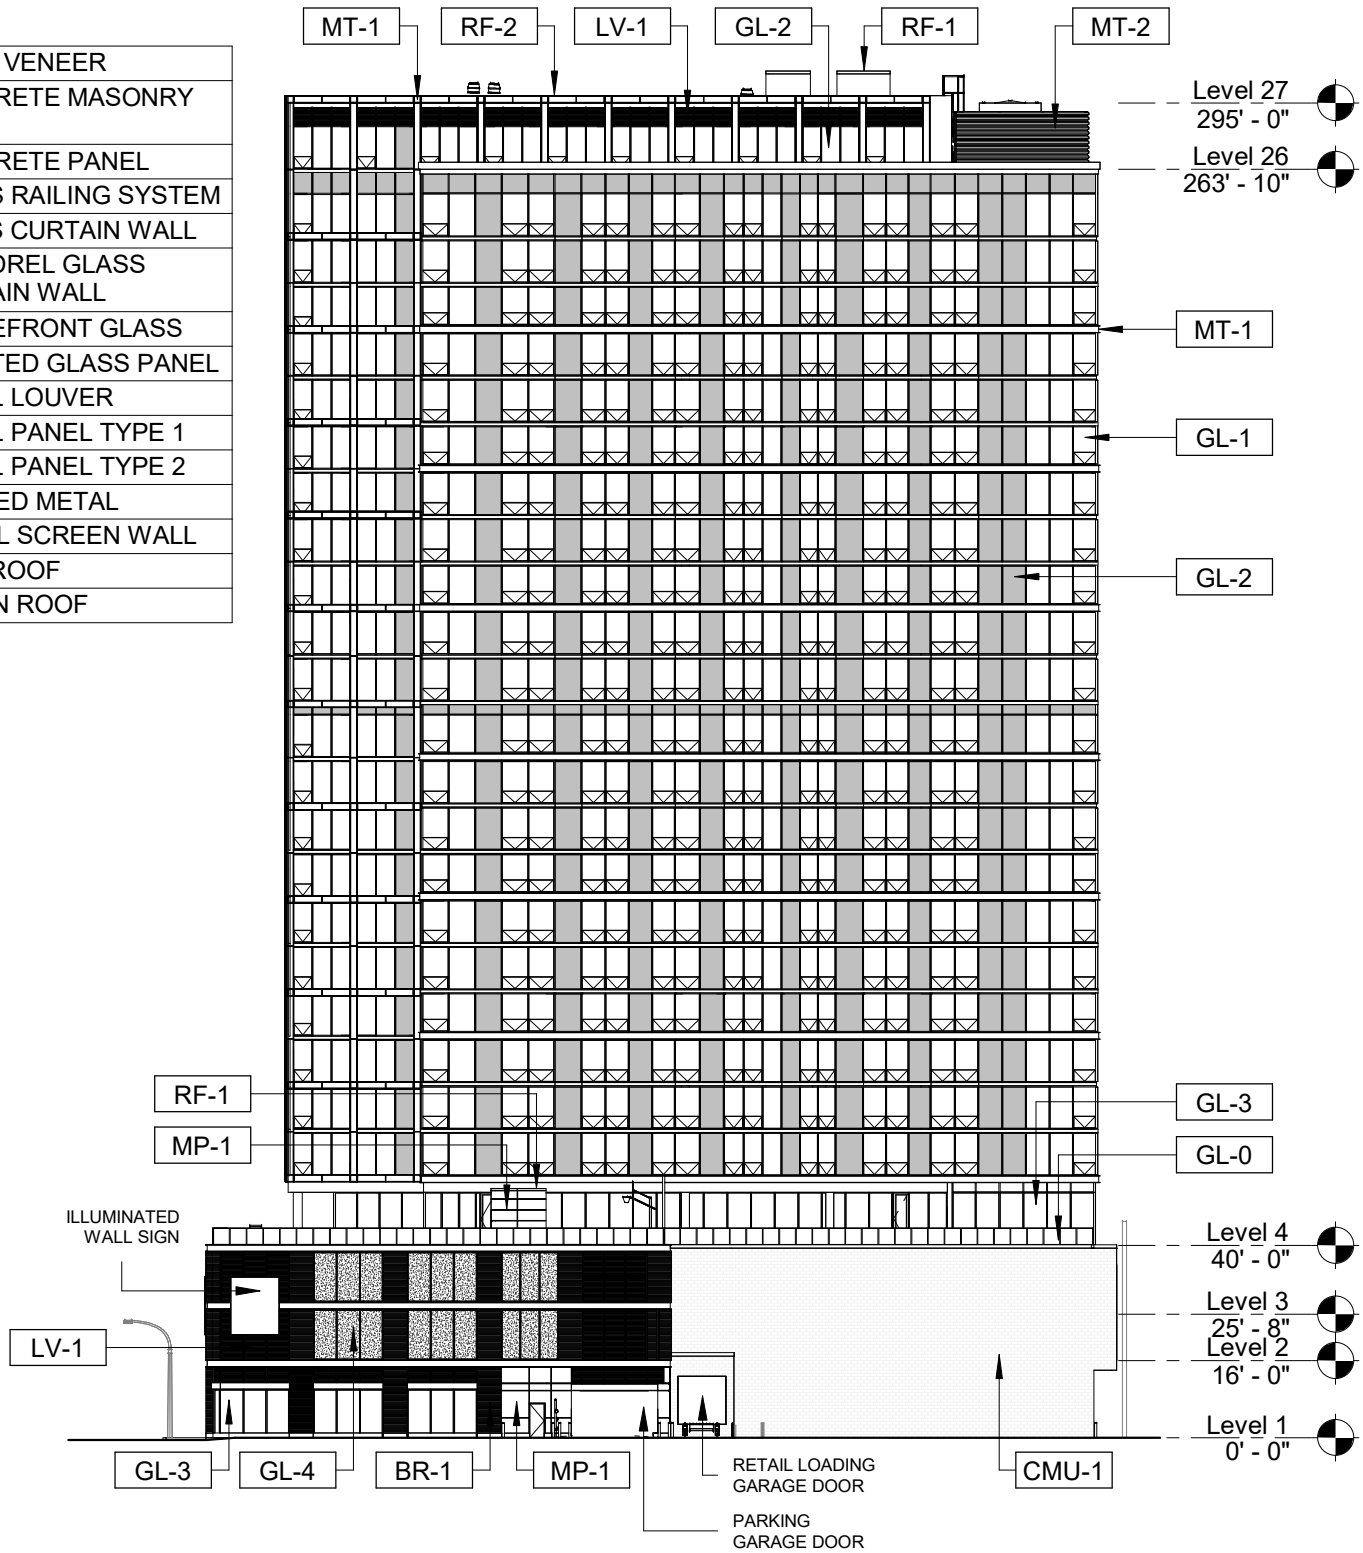 MT-1
RF-2
LV-1
GL-2
RF-1
MT-2
VENEER
RETE MASONRY
RETE PANEL
S RAILING SYSTEM
S CURTAIN WALL
OREL GLASS
AIN WALL
EFRONT GLASS
TED GLASS PANEL
L LOUVER
L PANEL TYPE 1
L PANEL TYPE 2
ED METAL
L SCREEN WALL
ROOF
N ROOF
Level 27
295' - 0"
Level 26
263' - 10"
MT-1
GL-1
GL-2
RF-1
MP-1
GL-3
GL-0
ILLUMINATED
WALL SIGN
Level 4
40' - 0"
Level 3
25' - 8"
Level 2
16' - 0"
LV-1
Level 1
0' - 0"
GL-3
GL-4
BR-1
MP-1
RETAIL LOADING
GARAGE DOOR
CMU-1
PARKING
GARAGE DOOR